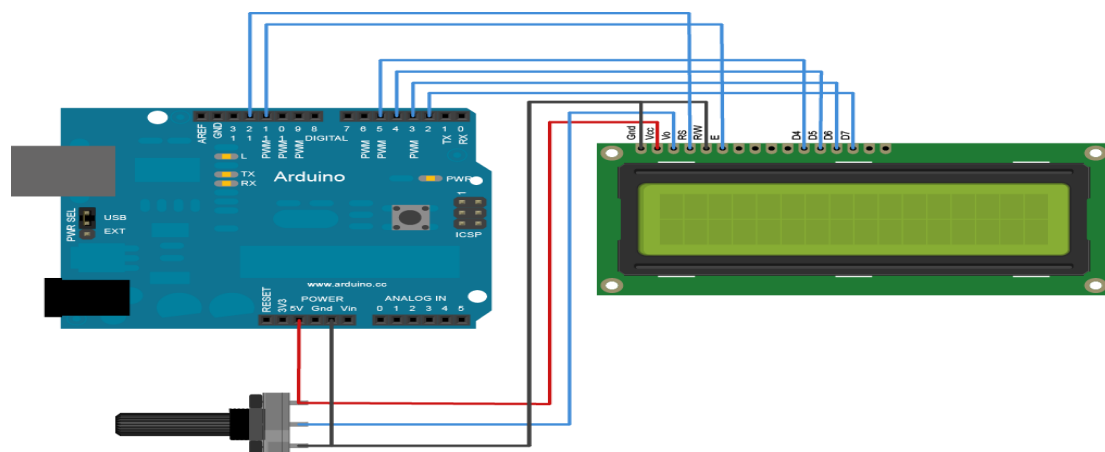 AREF
GND
13
12
PWM 11
PWM 10
PWM 9
8
DIGITAL
7
PWM 6
PWM 5
4
PWM 3
2
TX 1
RX 0
L
TX
RX
Arduino
PWR
PWR SEL
USB
EXT
1
ICSP
www.arduino.cc
POWER
RESET
3V3
5V
Gnd
Vin
ANALOG IN
0 1 2 3 4 5
Gnd
Vcc
Vo
RS
R/W
E
D4
D5
D6
D7